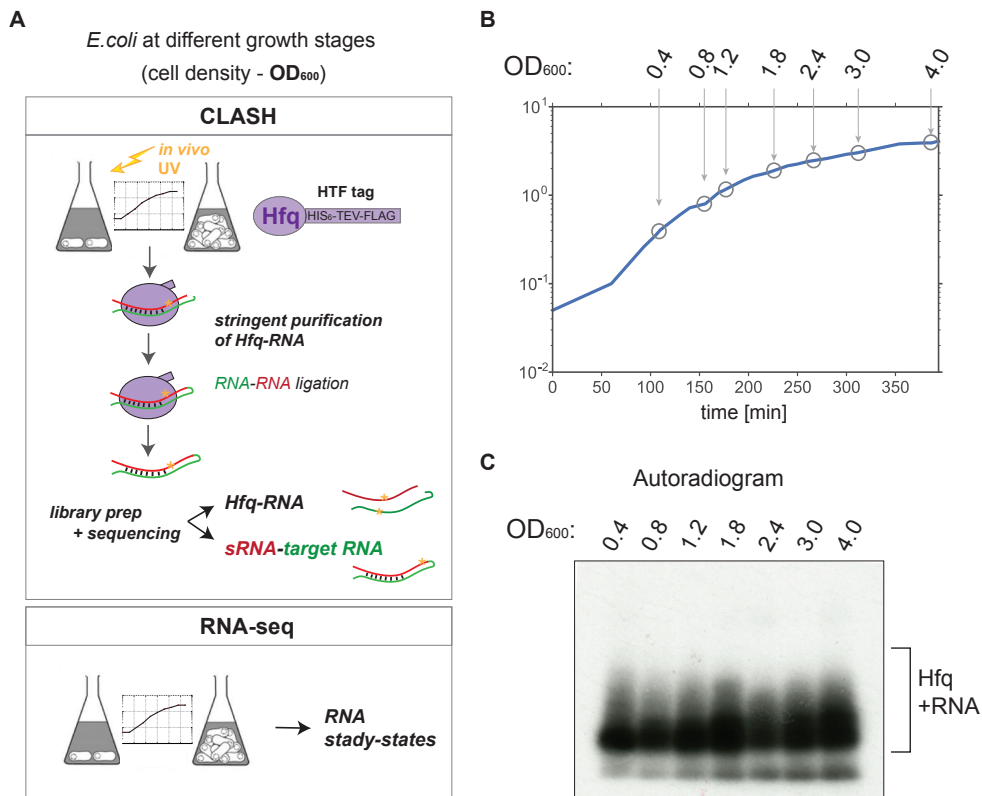 A
E.coli at different growth stages
(cell density - OD₆₀₀)
CLASH
in vivo
UV
HTF tag
Hfq
HIS₆-TEV-FLAG
stringent purification
of Hfq-RNA
RNA-RNA ligation
library prep
+ sequencing
Hfq-RNA
sRNA-target RNA
RNA-seq
RNA
stady-states
B
OD₆₀₀:
0.4
0.8
1.2
1.8
2.4
3.0
4.0
10¹
10⁰
10⁻¹
10⁻²
0
50
100
150
200
250
300
350
time [min]
C
Autoradiogram
OD₆₀₀:
0.4
0.8
1.2
1.8
2.4
3.0
4.0
Hfq
+RNA